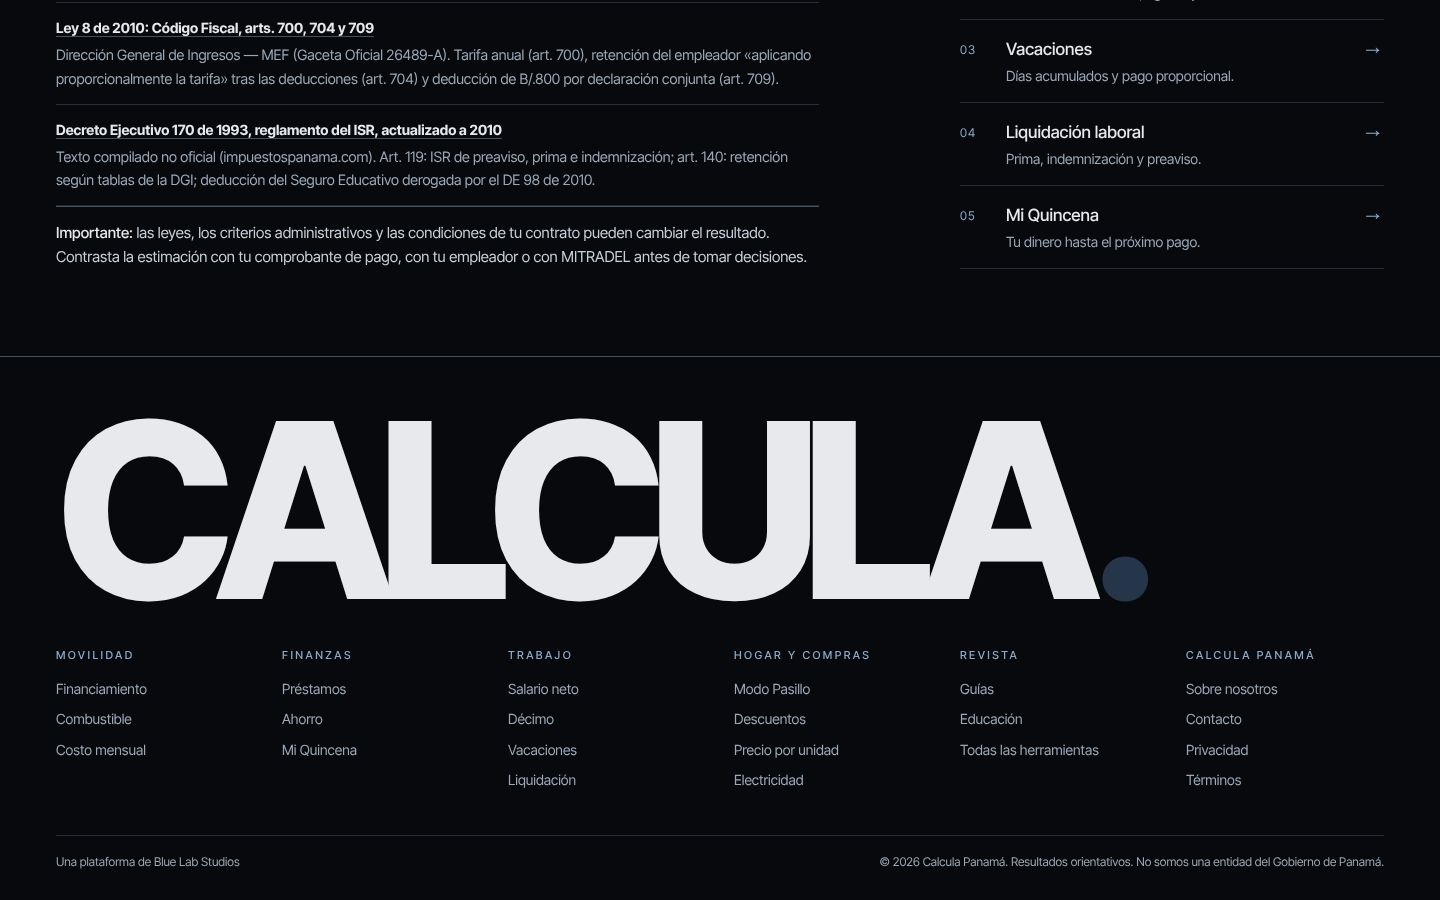 Ley 8 de 2010: Código Fiscal, arts. 700, 704 y 709
Dirección General de Ingresos — MEF (Gaceta Oficial 26489-A). Tarifa anual (art. 700), retención del empleador «aplicando
proporcionalmente la tarifa» tras las deducciones (art. 704) y deducción de B/.800 por declaración conjunta (art. 709).
Decreto Ejecutivo 170 de 1993, reglamento del ISR, actualizado a 2010
Texto compilado no oficial (impuestospanama.com). Art. 119: ISR de preaviso, prima e indemnización; art. 140: retención
según tablas de la DGI; deducción del Seguro Educativo derogada por el DE 98 de 2010.
Importante: las leyes, los criterios administrativos y las condiciones de tu contrato pueden cambiar el resultado.
Contrasta la estimación con tu comprobante de pago, con tu empleador o con MITRADEL antes de tomar decisiones.
03 Vacaciones →
Días acumulados y pago proporcional.
04 Liquidación laboral →
Prima, indemnización y preaviso.
05 Mi Quincena →
Tu dinero hasta el próximo pago.
CALCULA.
MOVILIDAD
Financiamiento
Combustible
Costo mensual
FINANZAS
Préstamos
Ahorro
Mi Quincena
TRABAJO
Salario neto
Décimo
Vacaciones
Liquidación
HOGAR Y COMPRAS
Modo Pasillo
Descuentos
Precio por unidad
Electricidad
REVISTA
Guías
Educación
Todas las herramientas
CALCULA PANAMÁ
Sobre nosotros
Contacto
Privacidad
Términos
Una plataforma de Blue Lab Studios
© 2026 Calcula Panamá. Resultados orientativos. No somos una entidad del Gobierno de Panamá.